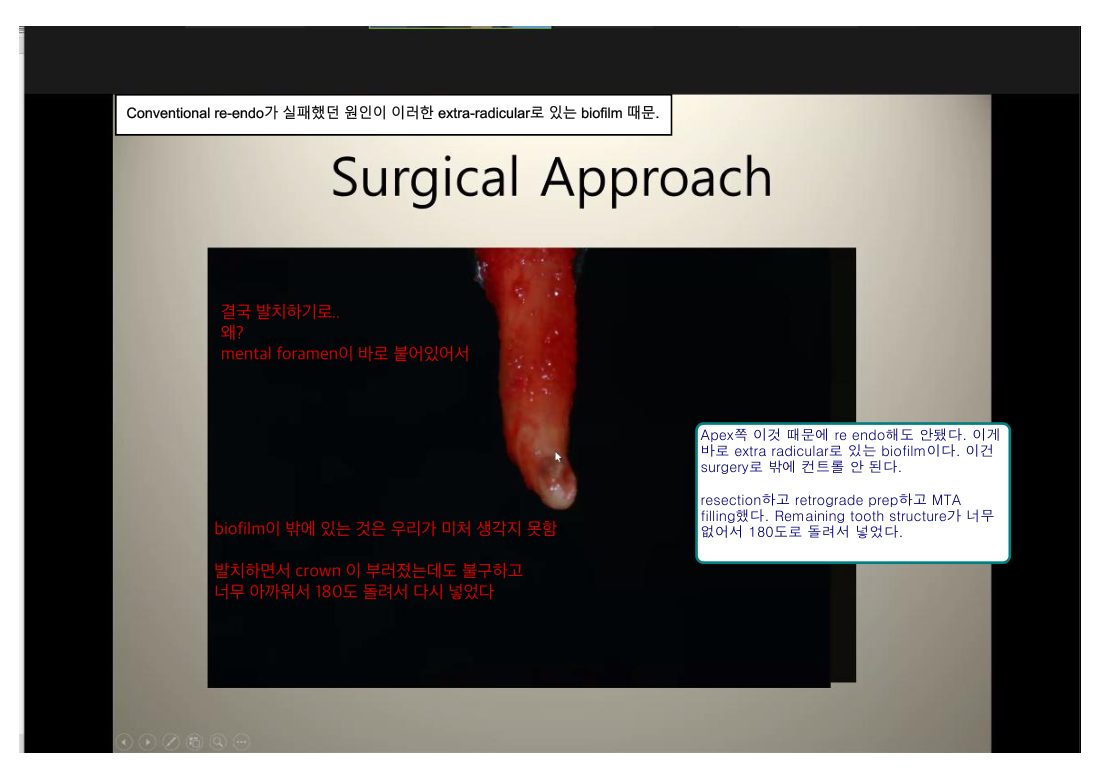 Conventional re-endo가 실패했던 원인이 이러한 extra-radicular로 있는 biofilm 때문.
Surgical Approach
결국 발치하기로..
왜?
mental foramen이 바로 붙어있어서
Apex쪽 이것 때문에 re endo해도 안됐다. 이게
바로 extra radicular로 있는 biofilm이다. 이건
surgery로 밖에 컨트롤 안 된다.
resection하고 retrograde prep하고 MTA
filling했다. Remaining tooth structure가 너무
없어서 180도로 돌려서 넣었다.
biofilm이 밖에 있는 것은 우리가 미처 생각지 못함
발치하면서 crown 이 부러졌는데도 불구하고
너무 아까워서 180도 돌려서 다시 넣었다